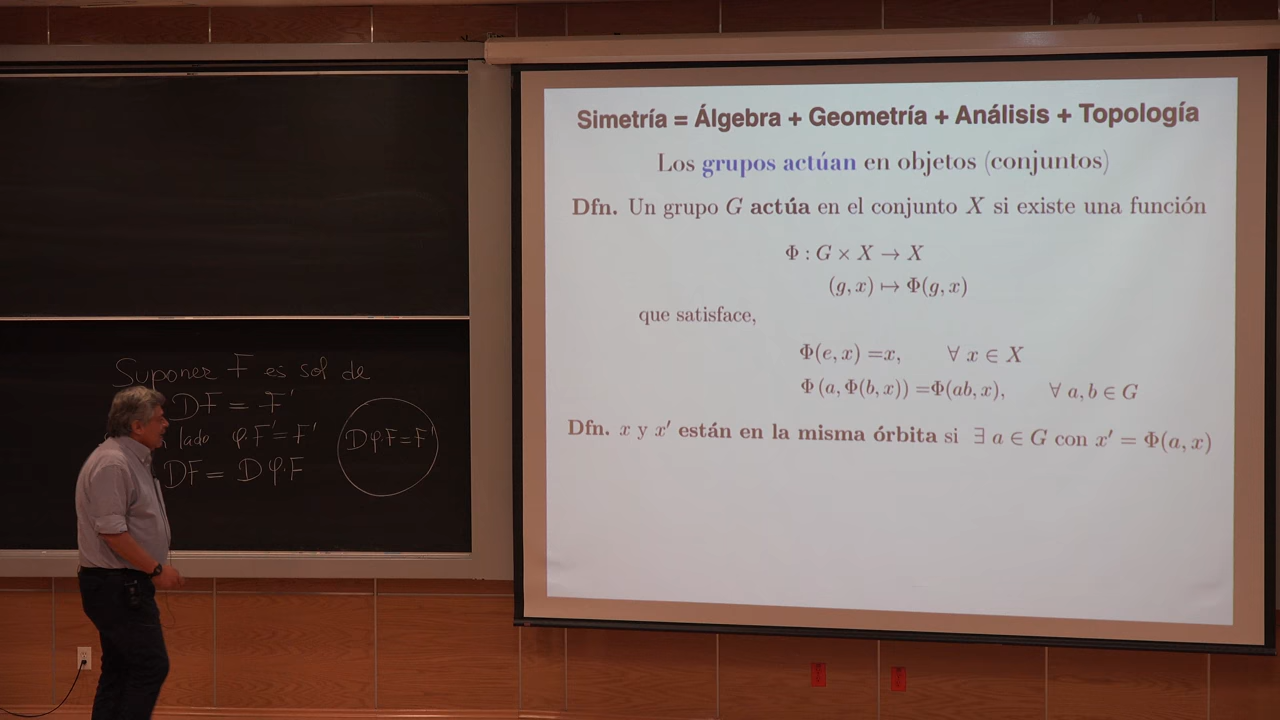 Suponer F es sol de
DF = F'
lado φ·F' = F'
DF = D φ·F
Dφ·F = F'
Simetría = Álgebra + Geometría + Análisis + Topología
Los grupos actúan en objetos (conjuntos)
Dfn. Un grupo G actúa en el conjunto X si existe una función
Φ : G × X → X
(g, x) ↦ Φ(g, x)
que satisface,
Φ(e, x) =x, ∀ x ∈ X
Φ (a, Φ(b, x)) =Φ(ab, x), ∀ a, b ∈ G
Dfn. x y x′ están en la misma órbita si ∃ a ∈ G con x′ = Φ(a, x)